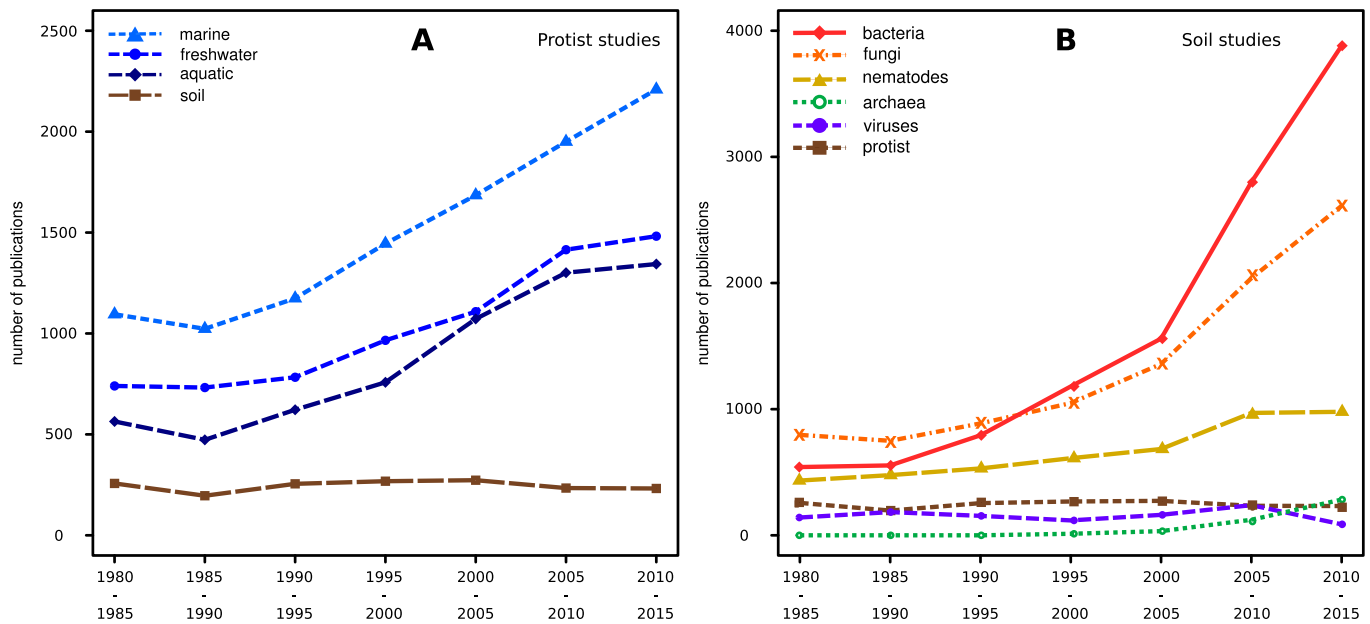 A
Protist studies
marine
freshwater
aquatic
soil
2500
2000
1500
1000
500
0
number of publications
1980 1985 1990 1995 2000 2005 2010
- - - - - - -
1985 1990 1995 2000 2005 2010 2015
B
Soil studies
bacteria
fungi
nematodes
archaea
viruses
protist
4000
3000
2000
1000
0
number of publications
1980 1985 1990 1995 2000 2005 2010
- - - - - - -
1985 1990 1995 2000 2005 2010 2015